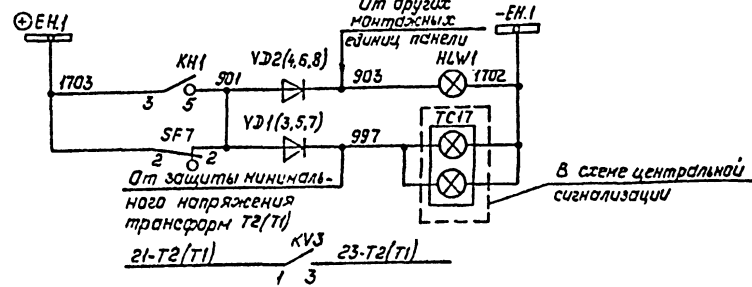 От других
монтажных
единиц панели
⊕ЕН.1
-ЕН.1
1703
КН1
3 5
901
VD2(4,6,8)
903
HLW1
1702
SF7
2 2
VD1(3,5,7)
997
ТС17
От защиты минималь-
ного напряжения
трансформ Т2(Т1)
В схеме центральной
сигнализации
21-Т2(Т1)
KV3
1 3
23-Т2(Т1)